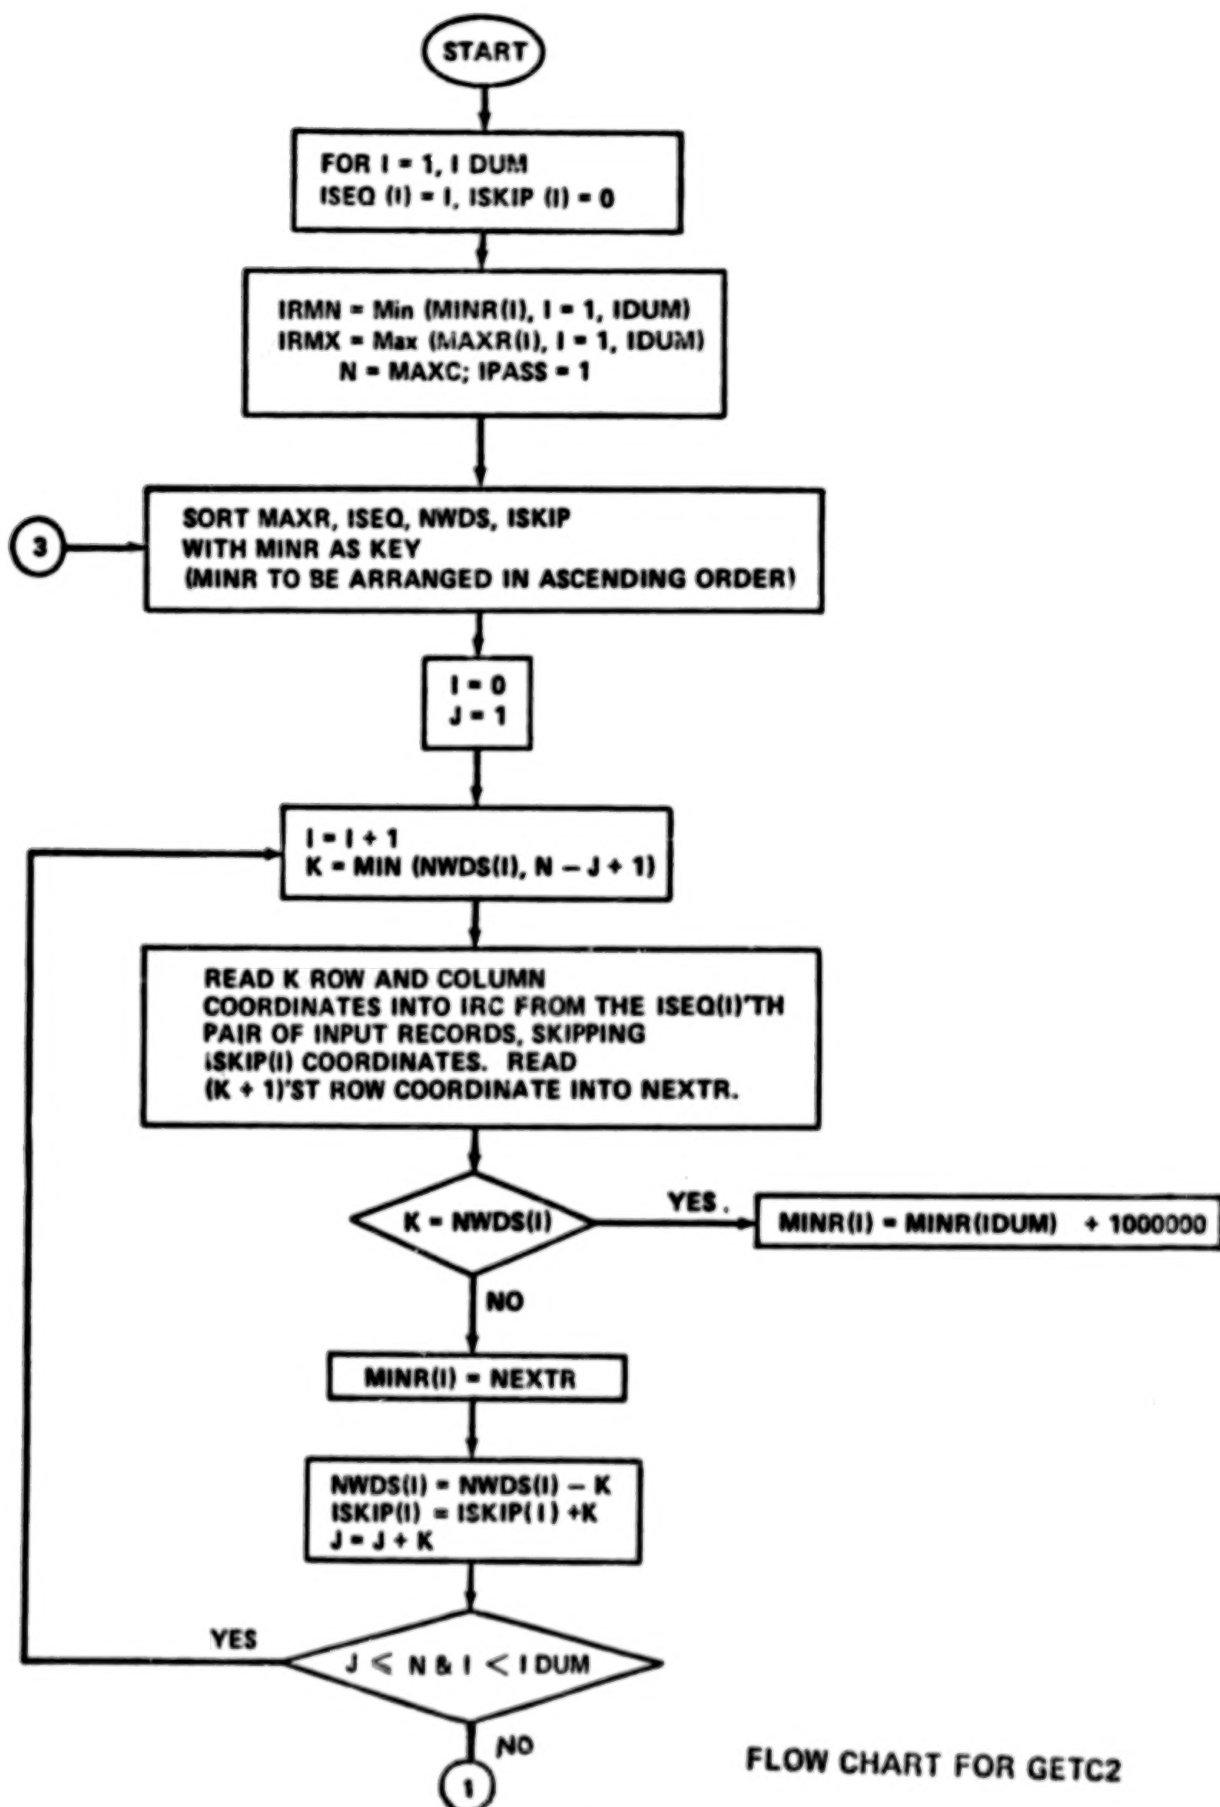 START
FOR I = 1, I DUM
ISEQ (I) = I, ISKIP (I) = 0
IRMN = Min (MINR(I), I = 1, IDUM)
IRMX = Max (MAXR(I), I = 1, IDUM)
N = MAXC; IPASS = 1
3
SORT MAXR, ISEQ, NWDS, ISKIP
WITH MINR AS KEY
(MINR TO BE ARRANGED IN ASCENDING ORDER)
I = 0
J = 1
I = I + 1
K = MIN (NWDS(I), N – J + 1)
READ K ROW AND COLUMN
COORDINATES INTO IRC FROM THE ISEQ(I)'TH
PAIR OF INPUT RECORDS, SKIPPING
ISKIP(I) COORDINATES. READ
(K + 1)'ST ROW COORDINATE INTO NEXTR.
K = NWDS(I)
YES.
MINR(I) = MINR(IDUM) + 1000000
NO
MINR(I) = NEXTR
NWDS(I) = NWDS(I) – K
ISKIP(I) = ISKIP(I) +K
J = J + K
YES
J ⩽ N & I < I DUM
NO
1
FLOW CHART FOR GETC2